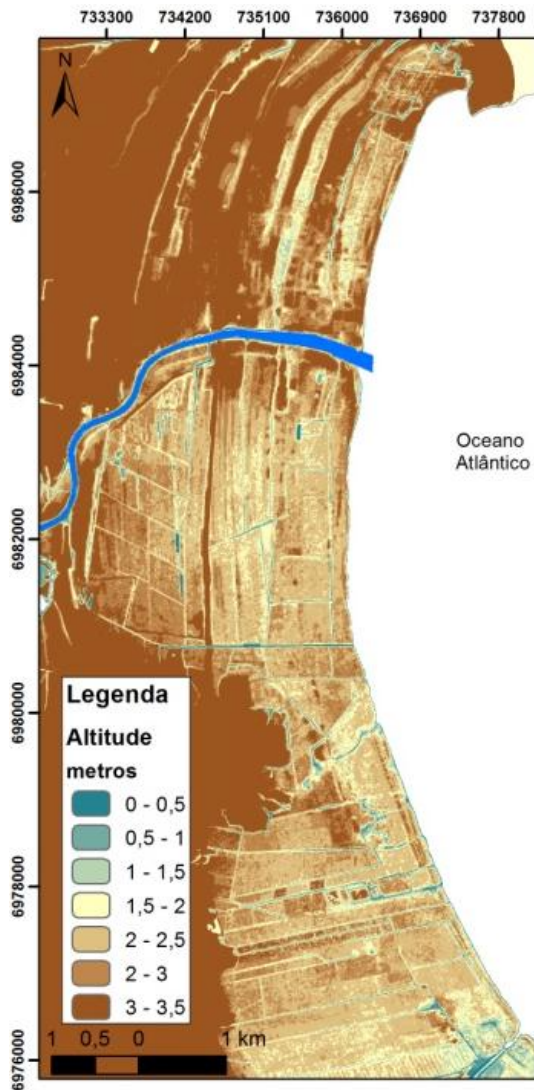 733300 734200 735100 736000 736900 737800
N
6986000
6984000
Oceano
Atlântico
6982000
6980000
Legenda
Altitude
metros
0 - 0,5
0,5 - 1
1 - 1,5
1,5 - 2
2 - 2,5
2 - 3
3 - 3,5
6978000
1 0,5 0 1 km
6976000